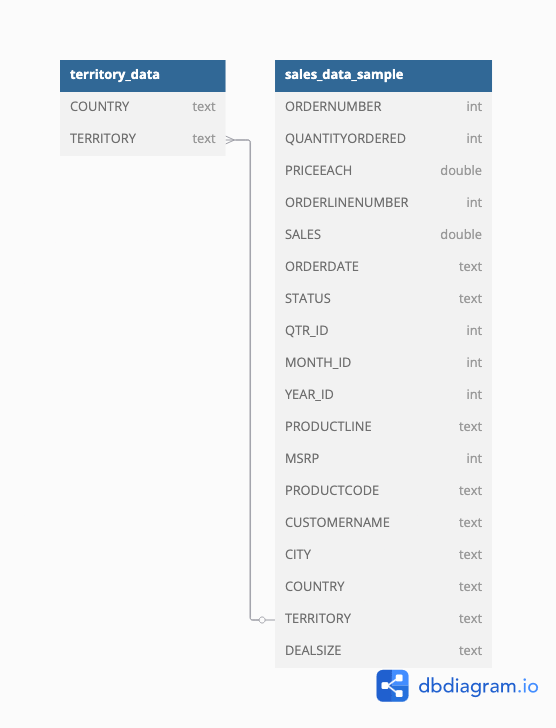 territory_data
COUNTRY text
TERRITORY text
sales_data_sample
ORDERNUMBER int
QUANTITYORDERED int
PRICEEACH double
ORDERLINENUMBER int
SALES double
ORDERDATE text
STATUS text
QTR_ID int
MONTH_ID int
YEAR_ID int
PRODUCTLINE text
MSRP int
PRODUCTCODE text
CUSTOMERNAME text
CITY text
COUNTRY text
TERRITORY text
DEALSIZE text
dbdiagram.io